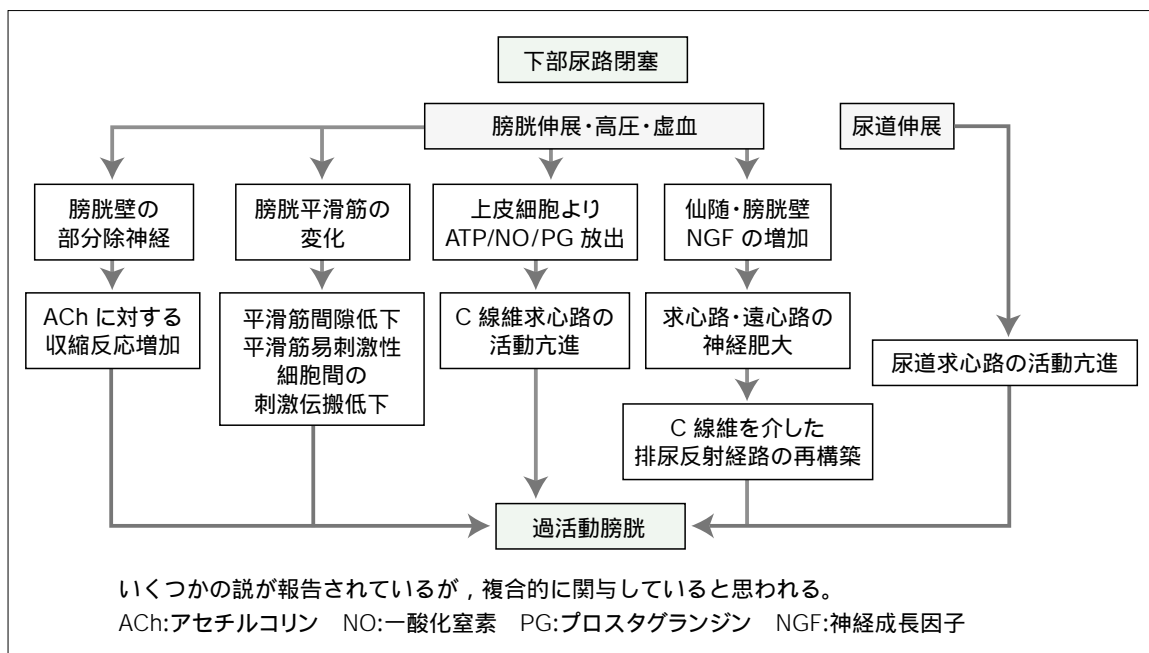 下部尿路閉塞
膀胱伸展・高圧・虚血
尿道伸展
膀胱壁の
部分除神経
膀胱平滑筋の
変化
上皮細胞より
ATP/NO/PG 放出
仙随・膀胱壁
NGF の増加
ACh に対する
収縮反応増加
平滑筋間隙低下
平滑筋易刺激性
細胞間の
刺激伝搬低下
C 線維求心路の
活動亢進
求心路・遠心路の
神経肥大
尿道求心路の活動亢進
C 線維を介した
排尿反射経路の再構築
過活動膀胱
いくつかの説が報告されているが，複合的に関与していると思われる。
ACh:アセチルコリン　NO:一酸化窒素　PG:プロスタグランジン　NGF:神経成長因子